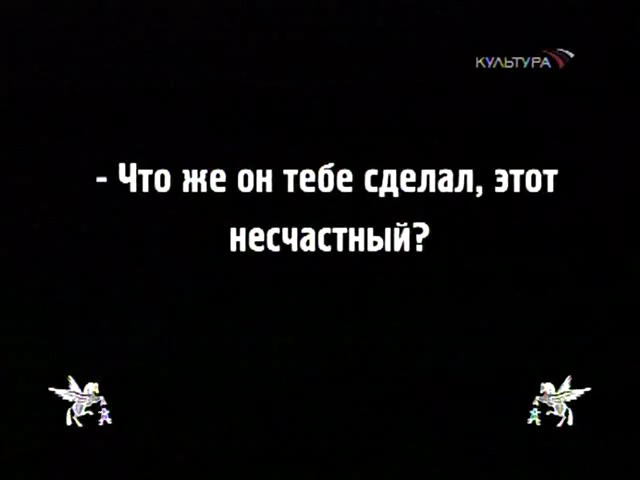 КУЛЬТУРА
- Что же он тебе сделал, этот
несчастный?